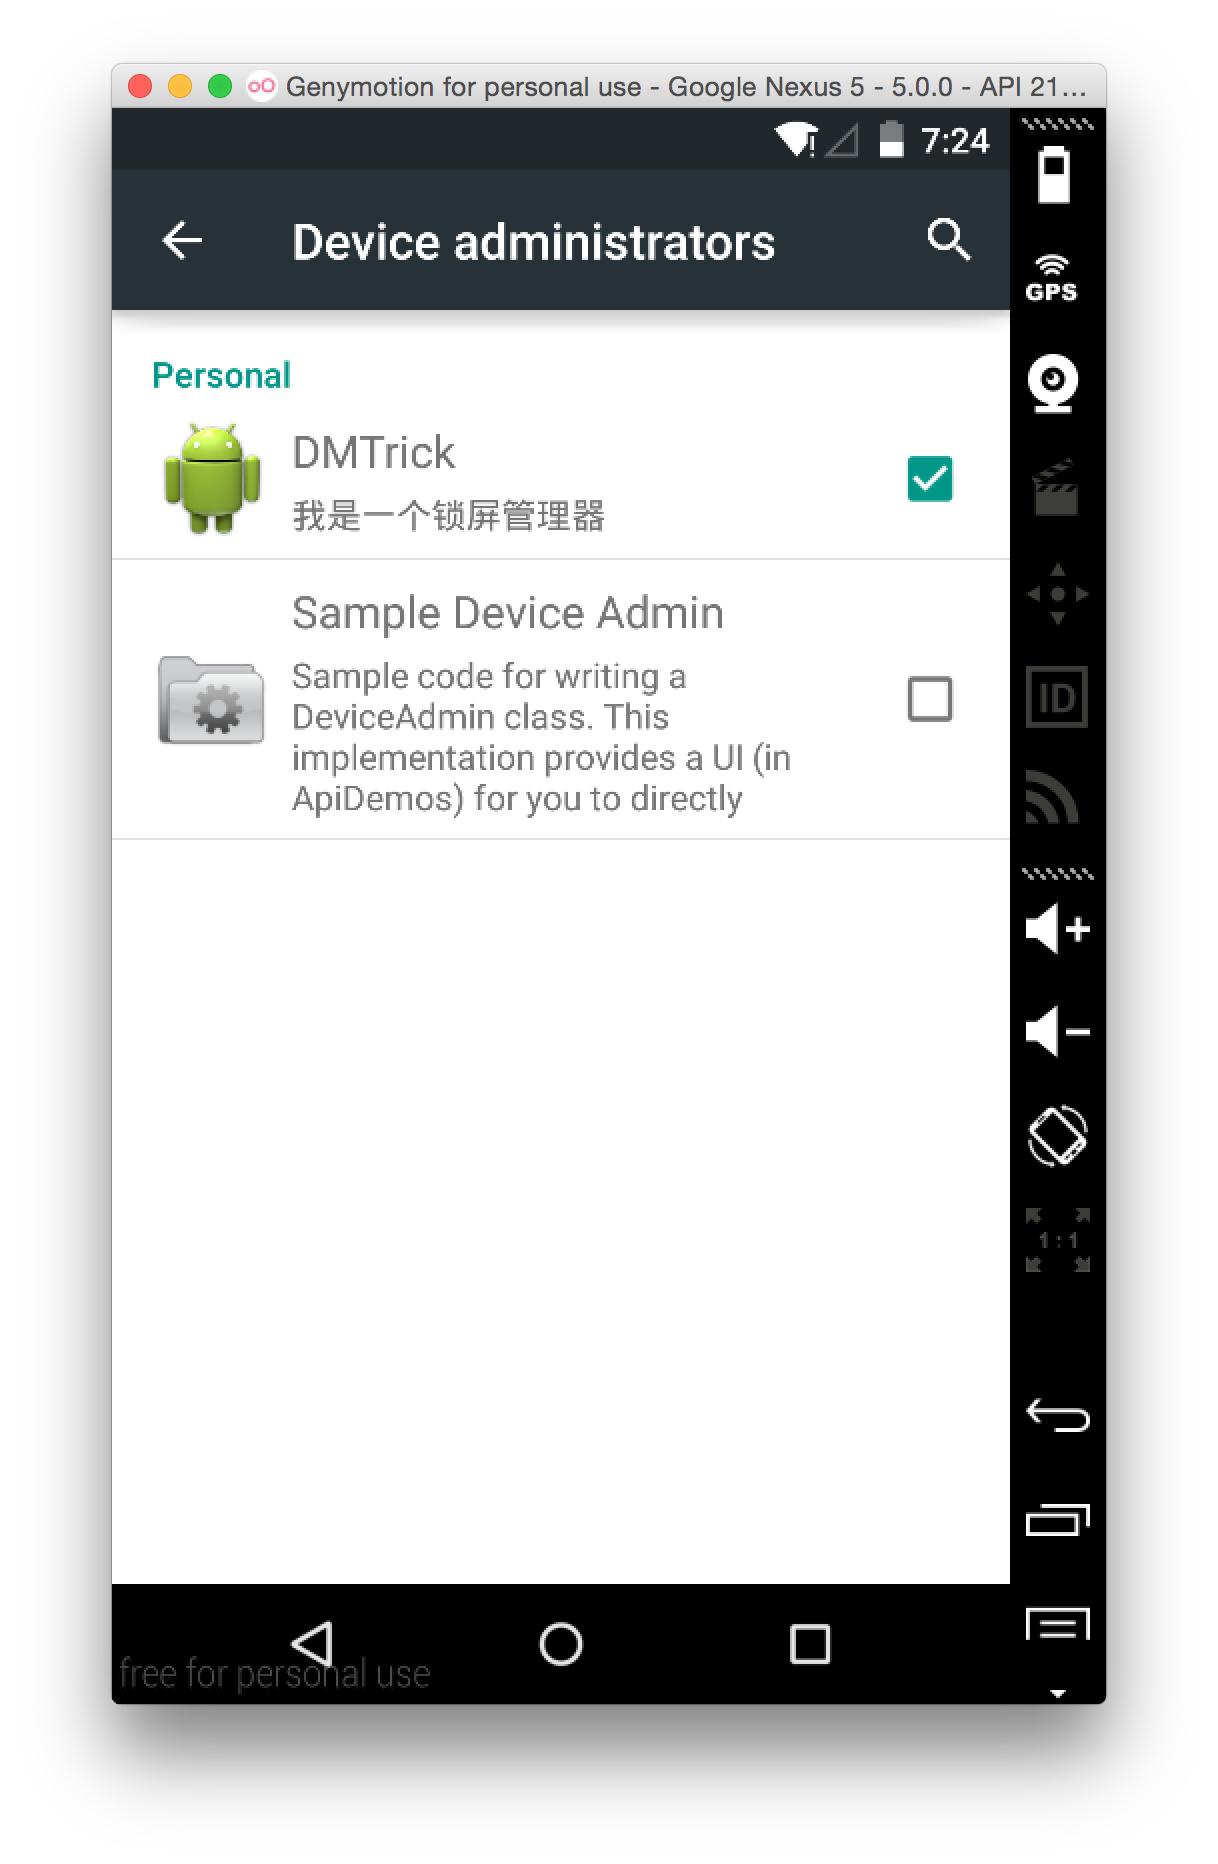 Genymotion for personal use - Google Nexus 5 - 5.0.0 - API 21...
7:24
Device administrators
GPS
Personal
DMTrick
我是一个锁屏管理器
Sample Device Admin
Sample code for writing a
DeviceAdmin class. This
implementation provides a UI (in
ApiDemos) for you to directly
ID
1:1
free for personal use